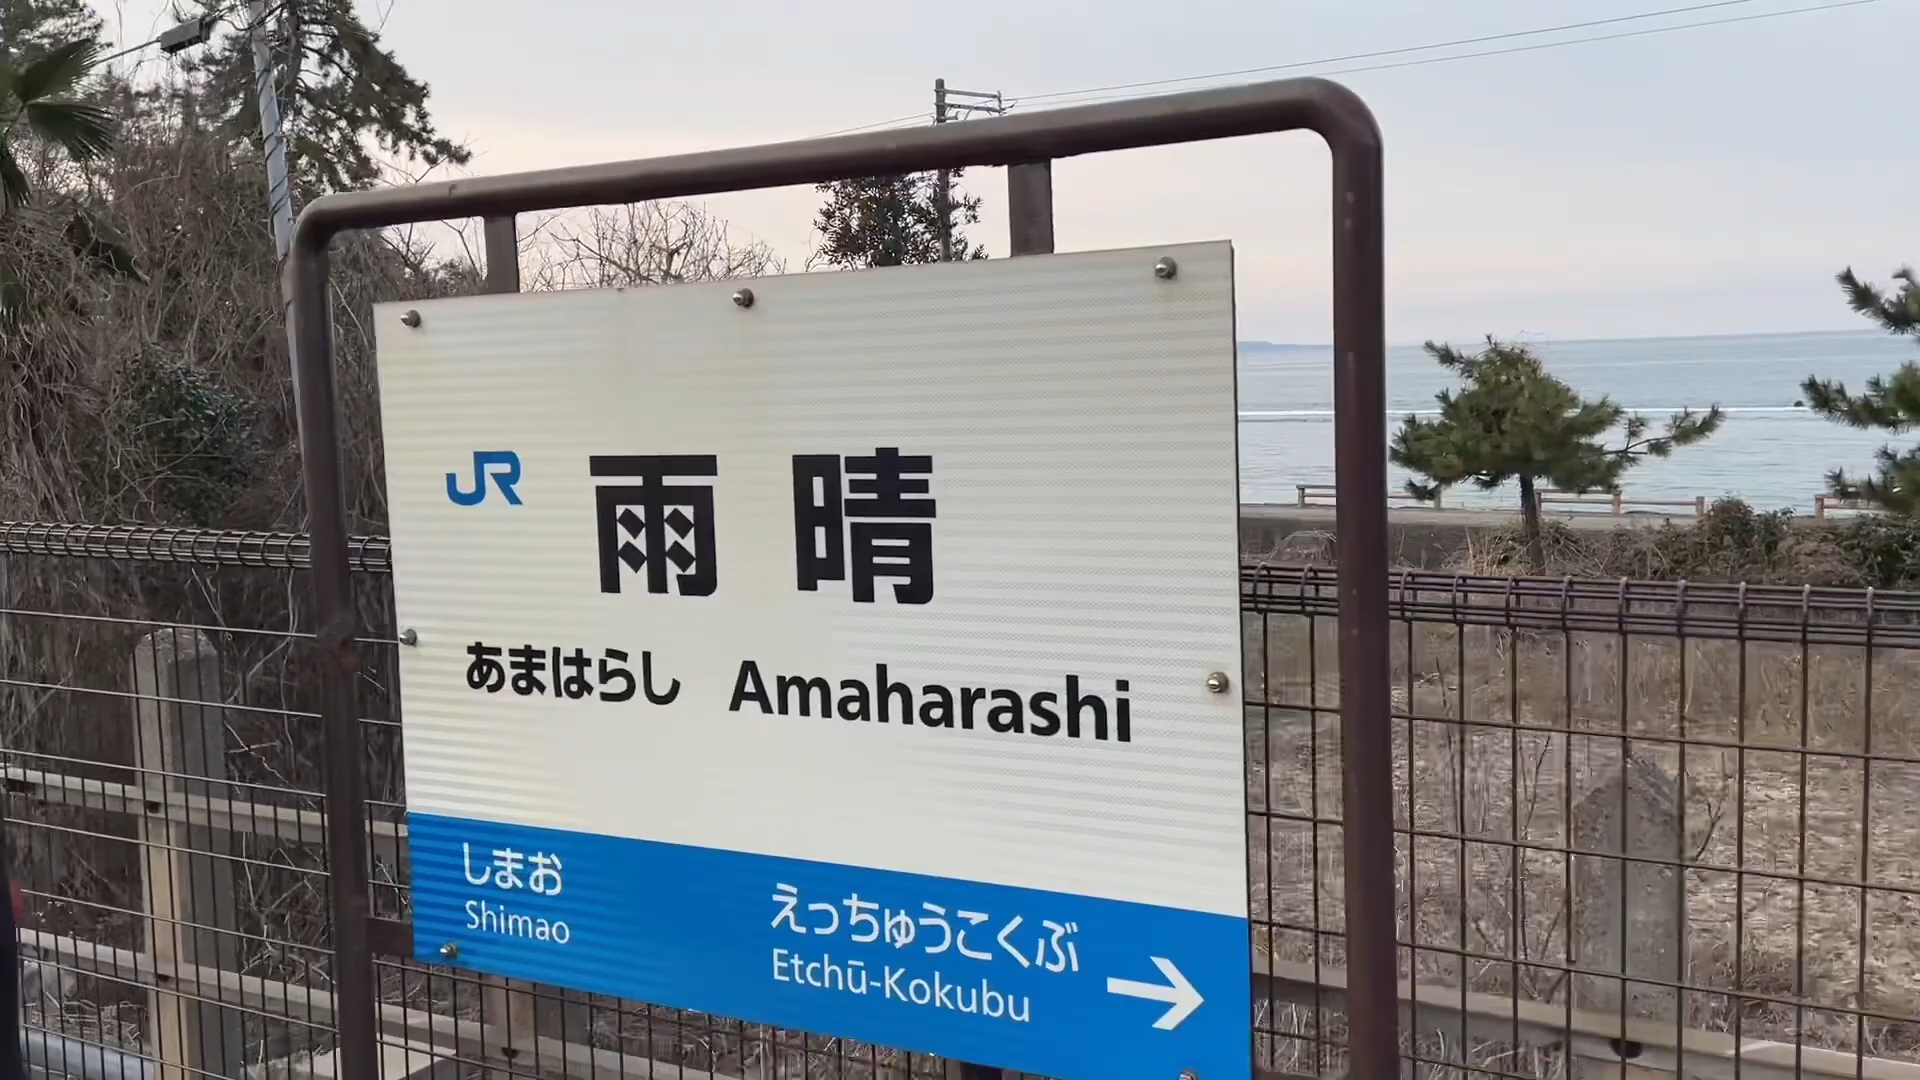 JR 雨晴
あまはらし Amaharashi
しまお
Shimao
えっちゅうこくぶ
Etchū-Kokubu →